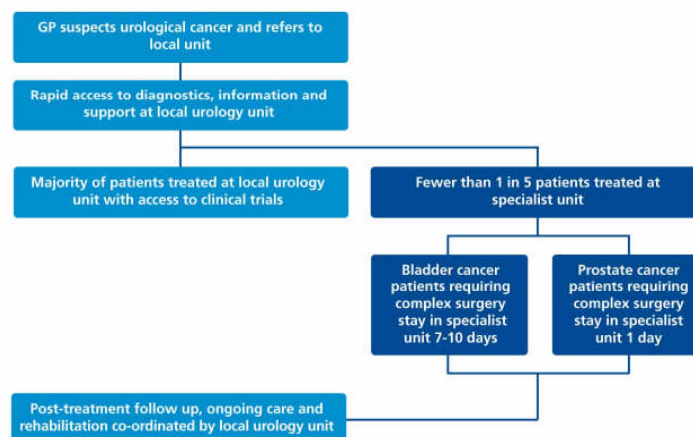 GP suspects urological cancer and refers to
local unit
Rapid access to diagnostics, information and
support at local urology unit
Majority of patients treated at local urology
unit with access to clinical trials
Fewer than 1 in 5 patients treated at
specialist unit
Bladder cancer
patients requiring
complex surgery
stay in specialist
unit 7-10 days
Prostate cancer
patients requiring
complex surgery
stay in specialist
unit 1 day
Post-treatment follow up, ongoing care and
rehabilitation co-ordinated by local urology unit